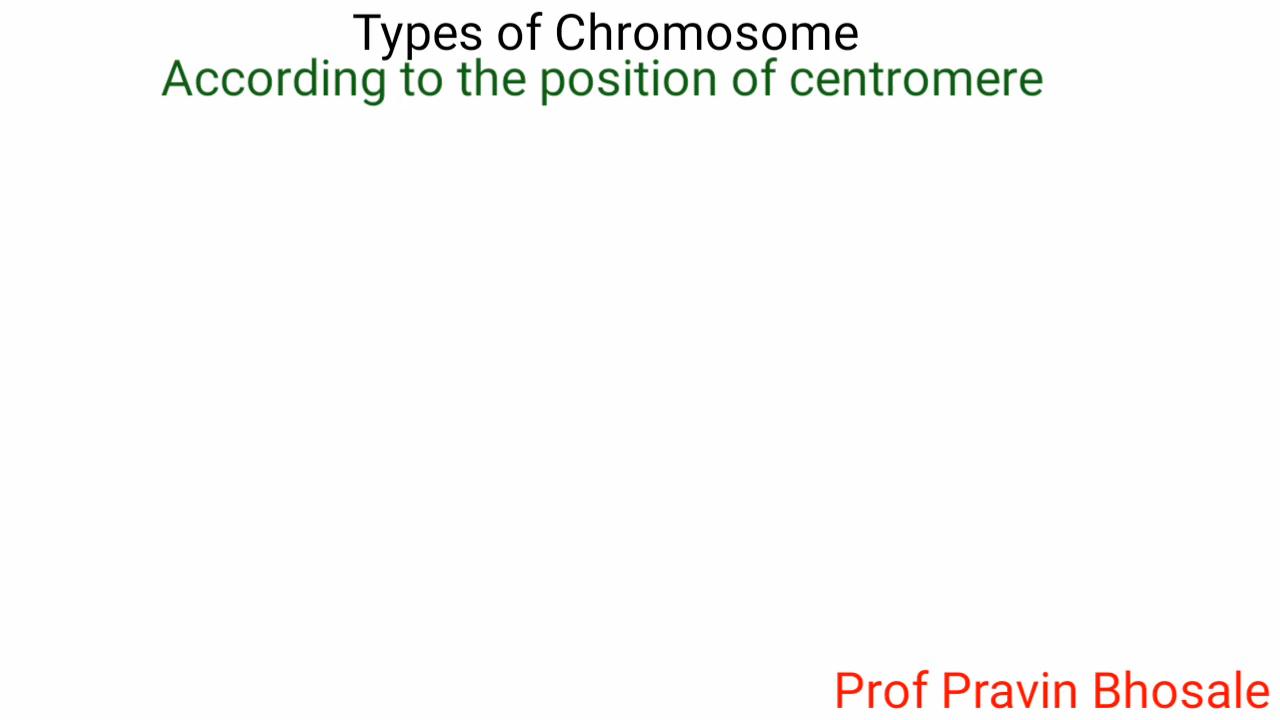 Types of Chromosome
According to the position of centromere
Prof Pravin Bhosale